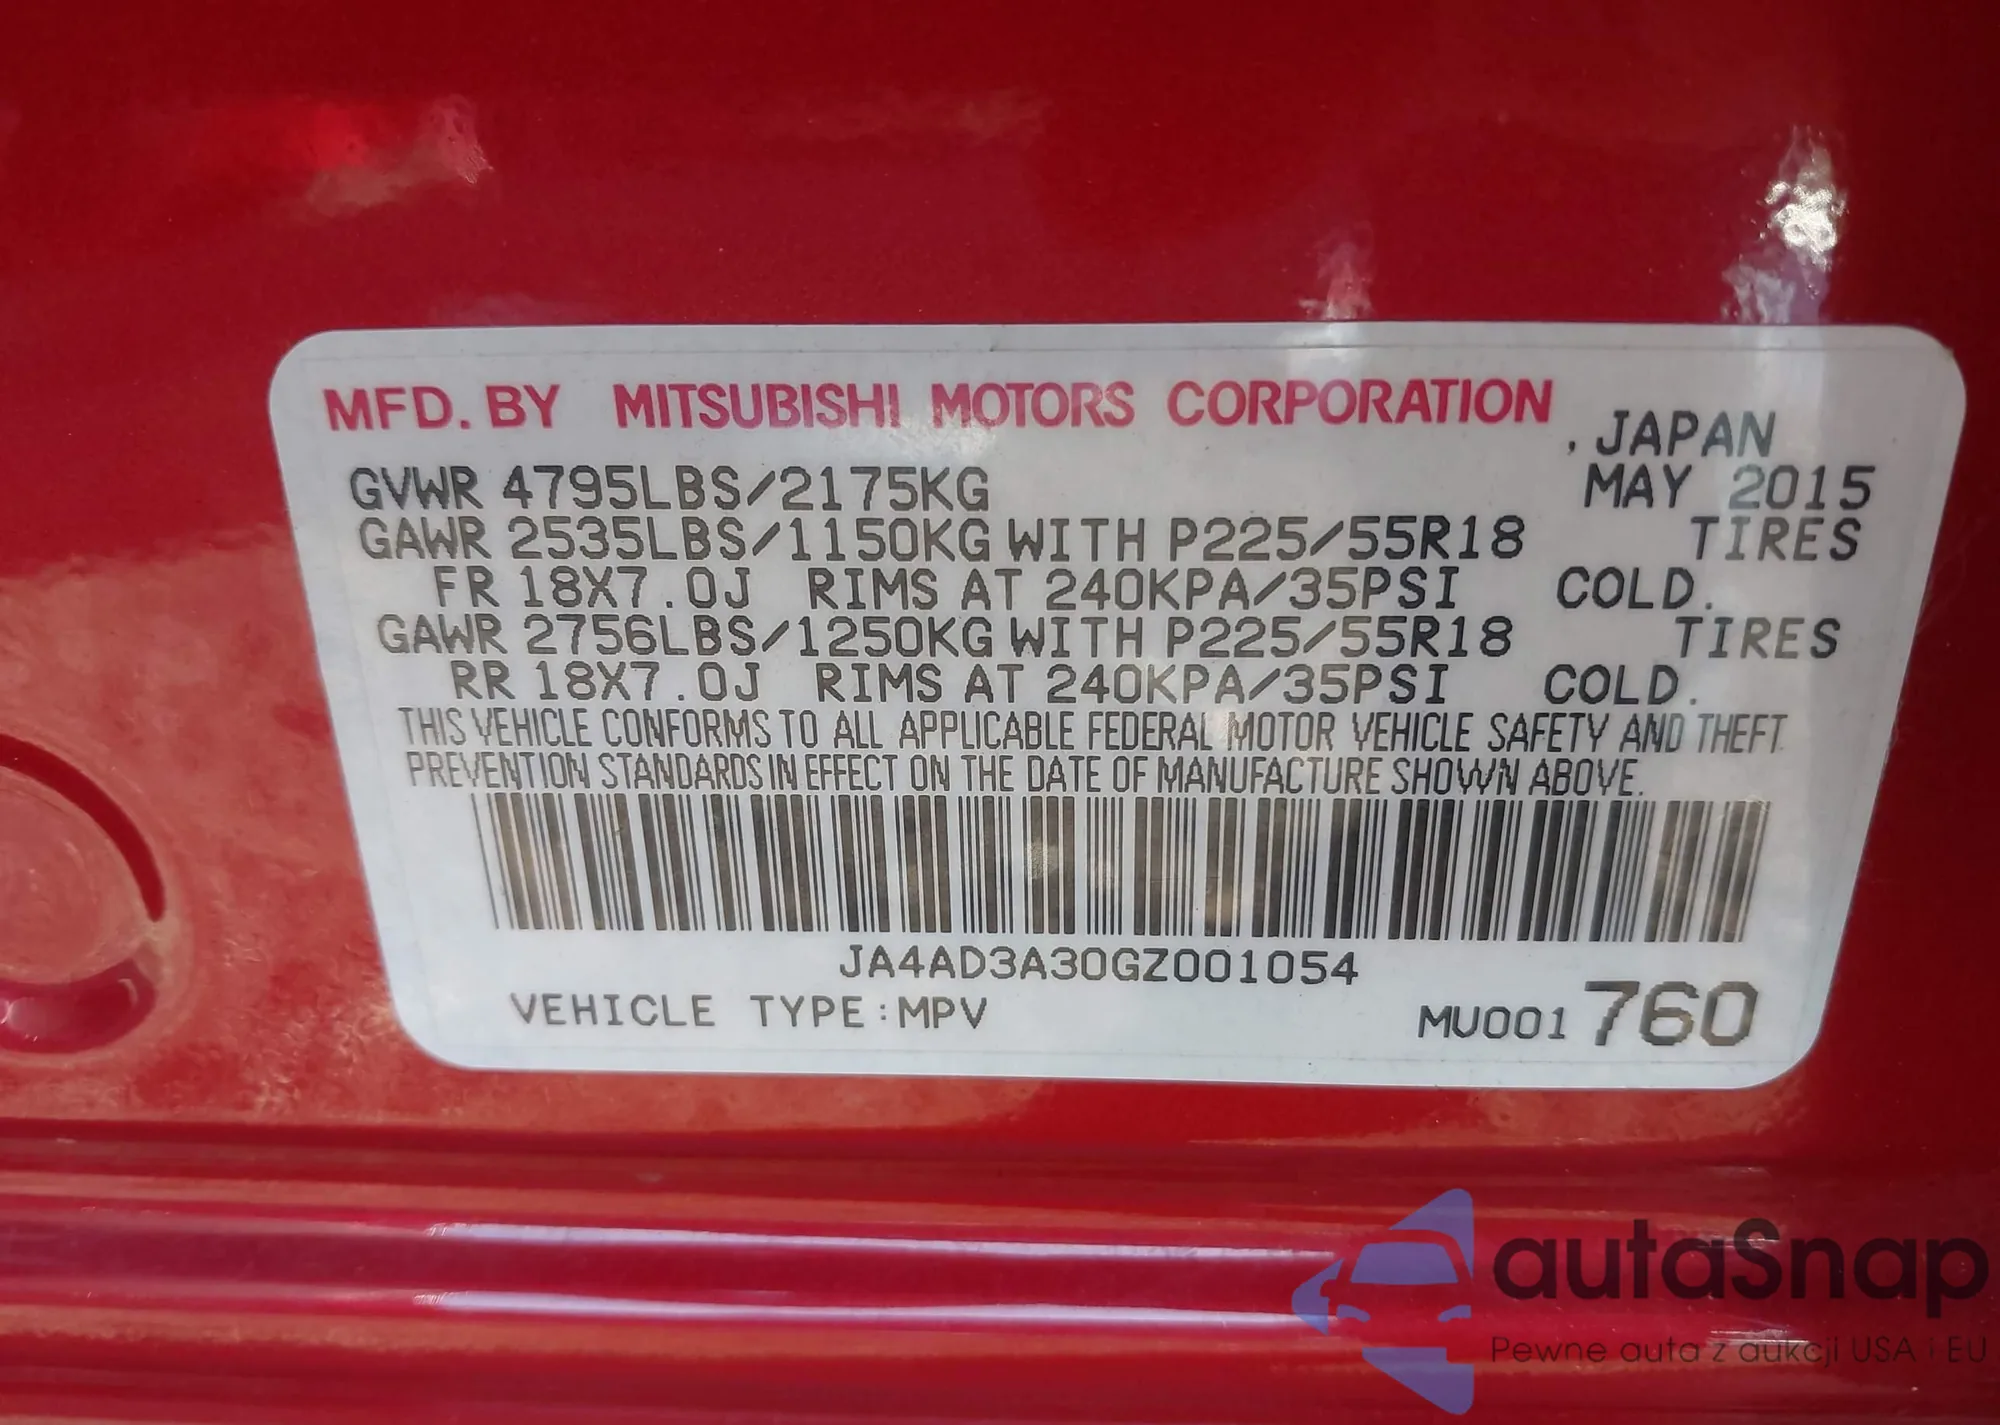 MFD. BY MITSUBISHI MOTORS CORPORATION
, JAPAN
GVWR 4795LBS/2175KG MAY 2015
GAWR 2535LBS/1150KG WITH P225/55R18 TIRES
FR 18X7.0J RIMS AT 240KPA/35PSI COLD.
GAWR 2756LBS/1250KG WITH P225/55R18 TIRES
RR 18X7.0J RIMS AT 240KPA/35PSI COLD.
THIS VEHICLE CONFORMS TO ALL APPLICABLE FEDERAL MOTOR VEHICLE SAFETY AND THEFT
PREVENTION STANDARDS IN EFFECT ON THE DATE OF MANUFACTURE SHOWN ABOVE.
JA4AD3A30GZ001054
VEHICLE TYPE:MPV MU001 760
autaSnap
Pewne auta z aukcji USA i EU